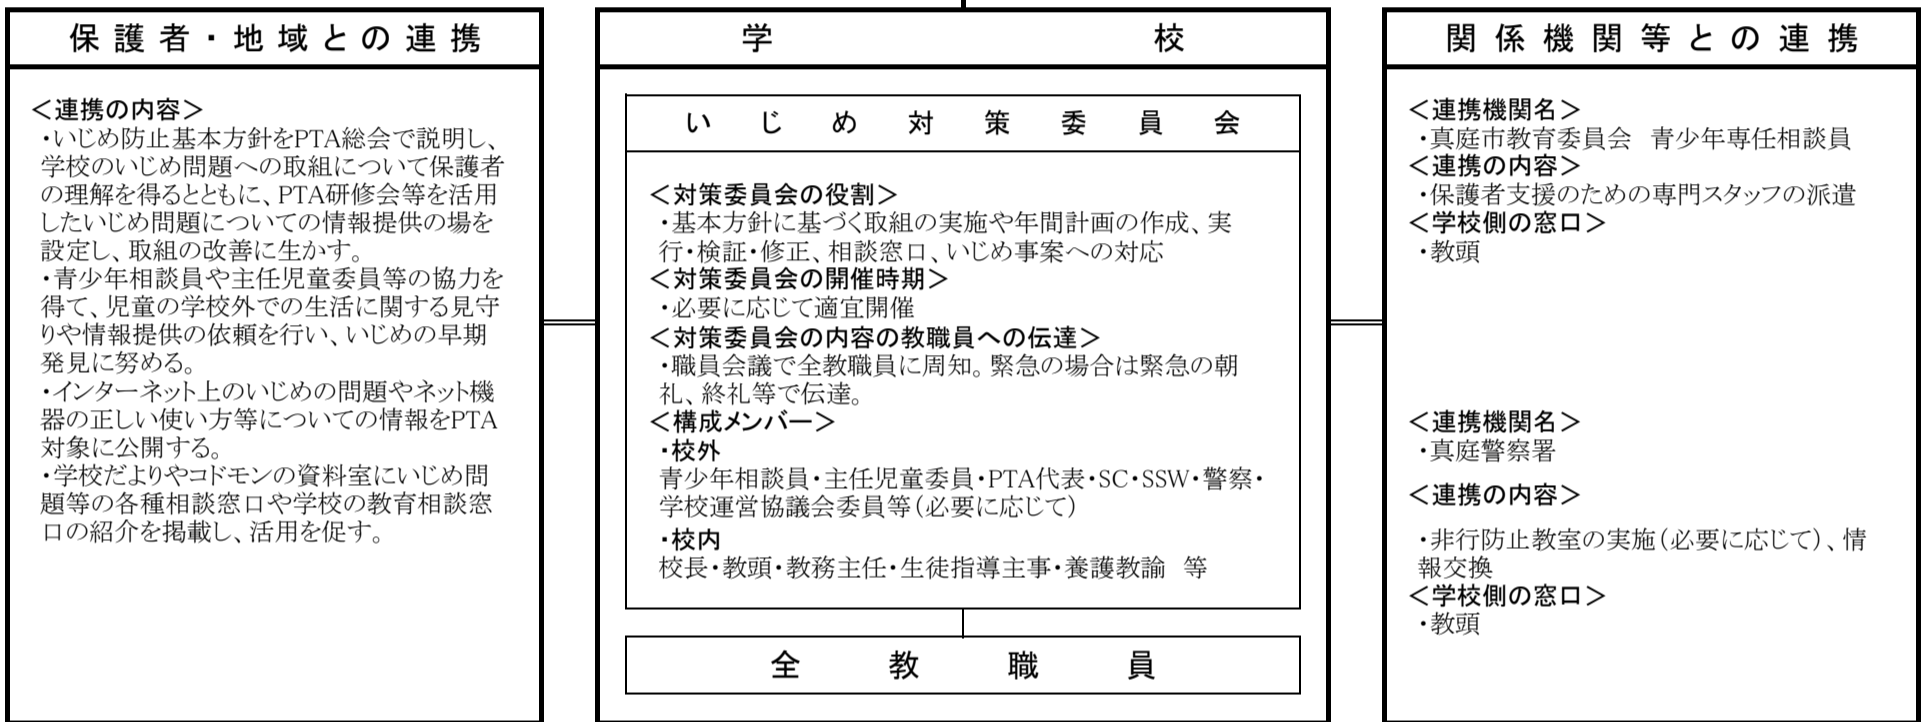 保護者・地域との連携
＜連携の内容＞
・いじめ防止基本方針をPTA総会で説明し、
学校のいじめ問題への取組について保護者
の理解を得るとともに、PTA研修会等を活用
したいじめ問題についての情報提供の場を
設定し、取組の改善に生かす。
・青少年相談員や主任児童委員等の協力を
得て、児童の学校外での生活に関する見守
りや情報提供の依頼を行い、いじめの早期
発見に努める。
・インターネット上のいじめの問題やネット機
器の正しい使い方等についての情報をPTA
対象に公開する。
・学校だよりやコドモンの資料室にいじめ問
題等の各種相談窓口や学校の教育相談窓
口の紹介を掲載し、活用を促す。
学校
いじめ対策委員会
＜対策委員会の役割＞
・基本方針に基づく取組の実施や年間計画の作成、実
行・検証・修正、相談窓口、いじめ事案への対応
＜対策委員会の開催時期＞
・必要に応じて適宜開催
＜対策委員会の内容の教職員への伝達＞
・職員会議で全教職員に周知。緊急の場合は緊急の朝
礼、終礼等で伝達。
＜構成メンバー＞
・校外
青少年相談員・主任児童委員・PTA代表・SC・SSW・警察・
学校運営協議会委員等（必要に応じて）
・校内
校長・教頭・教務主任・生徒指導主事・養護教諭　等
全教職員
関係機関等との連携
＜連携機関名＞
・真庭市教育委員会　青少年専任相談員
＜連携の内容＞
・保護者支援のための専門スタッフの派遣
＜学校側の窓口＞
・教頭
＜連携機関名＞
・真庭警察署
＜連携の内容＞
・非行防止教室の実施（必要に応じて）、情
報交換
＜学校側の窓口＞
・教頭